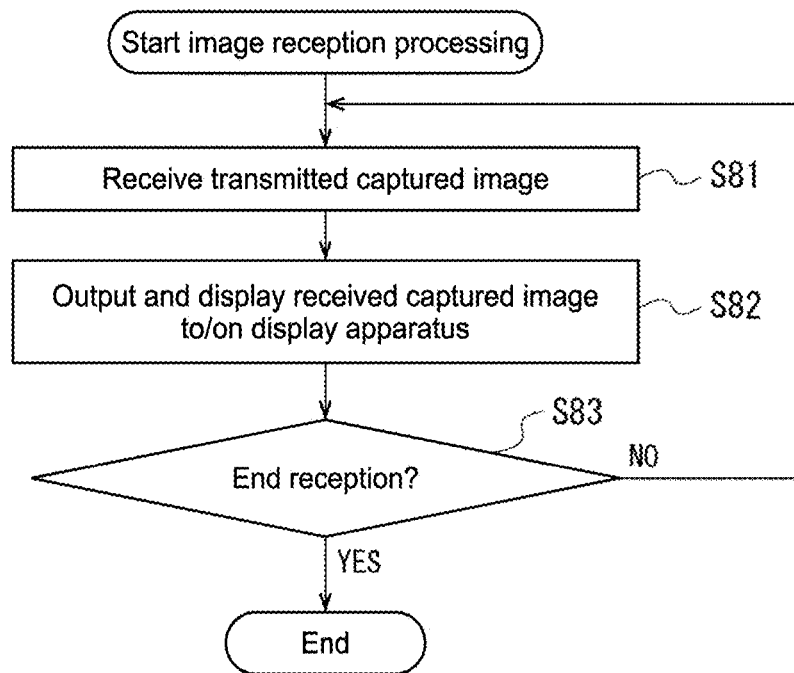 Start image reception processing
Receive transmitted captured image
S81
Output and display received captured image
to/on display apparatus
S82
S83
End reception?
NO
YES
End